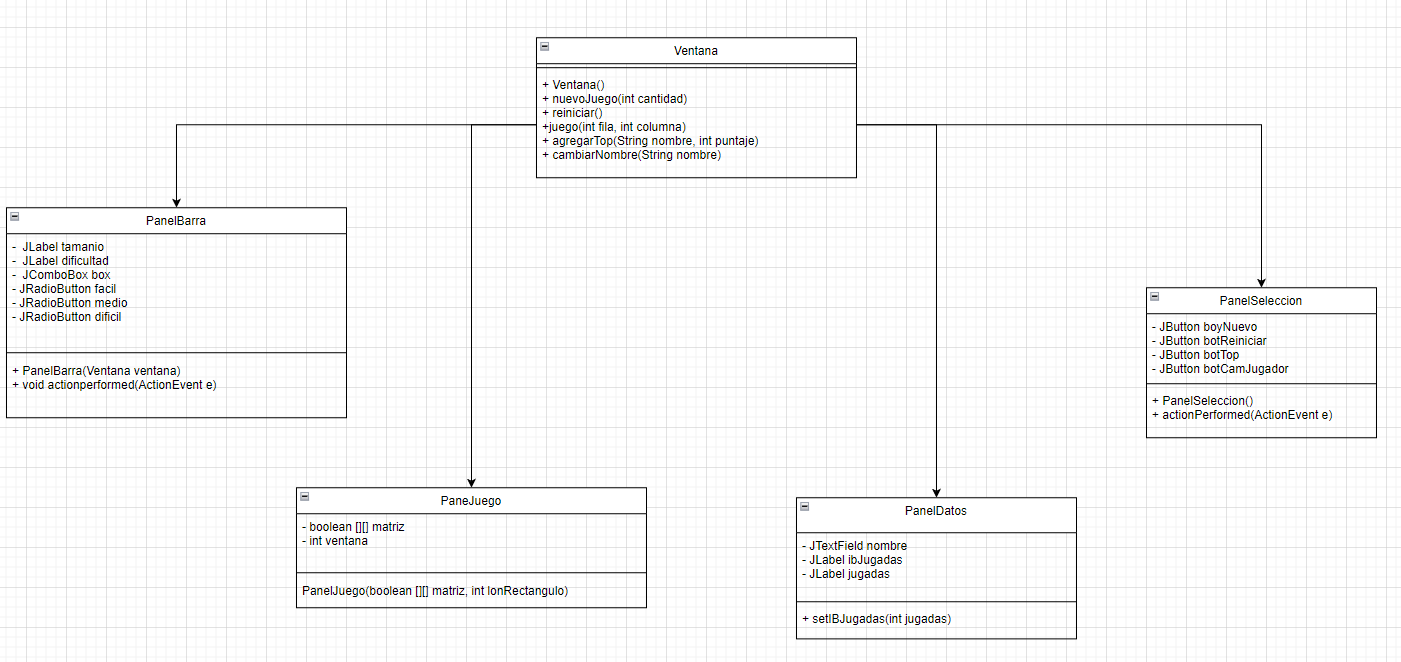 Ventana
+ Ventana()
+ nuevoJuego(int cantidad)
+ reiniciar()
+juego(int fila, int columna)
+ agregarTop(String nombre, int puntaje)
+ cambiarNombre(String nombre)
PanelBarra
- JLabel tamanio
- JLabel dificultad
- JComboBox box
- JRadioButton facil
- JRadioButton medio
- JRadioButton dificil
+ PanelBarra(Ventana ventana)
+ void actionperformed(ActionEvent e)
PaneJuego
- boolean [][] matriz
- int ventana
PanelJuego(boolean [][] matriz, int lonRectangulo)
PanelDatos
- JTextField nombre
- JLabel ibJugadas
- JLabel jugadas
+ setIBJugadas(int jugadas)
PanelSeleccion
- JButton boyNuevo
- JButton botReiniciar
- JButton botTop
- JButton botCamJugador
+ PanelSeleccion()
+ actionPerformed(ActionEvent e)